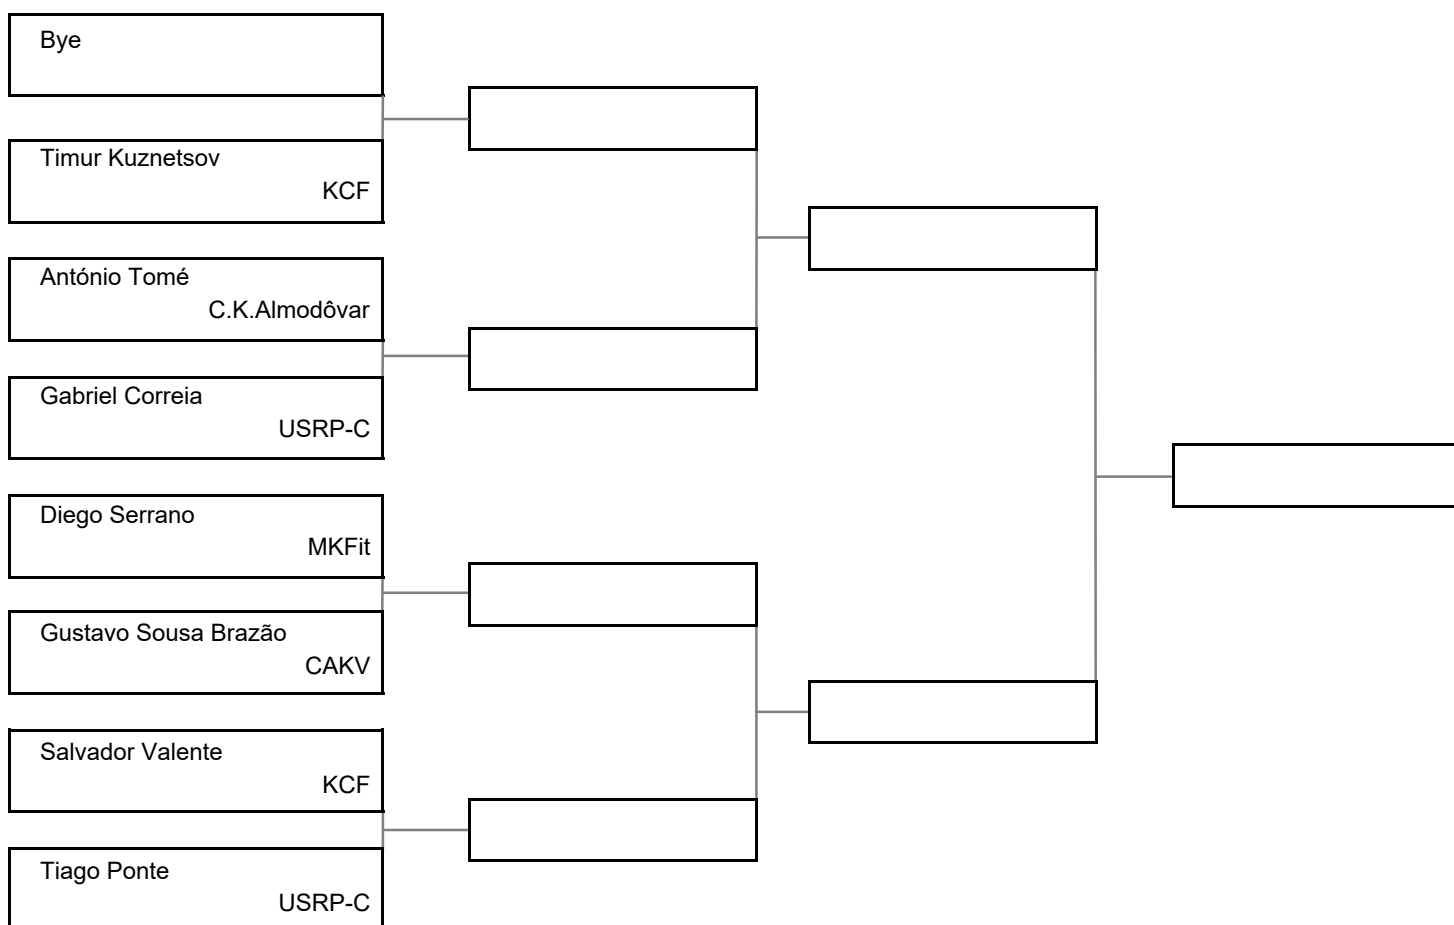 Bye
Timur Kuznetsov
KCF
António Tomé
C.K.Almodôvar
Gabriel Correia
USRP-C
Diego Serrano
MKFit
Gustavo Sousa Brazão
CAKV
Salvador Valente
KCF
Tiago Ponte
USRP-C